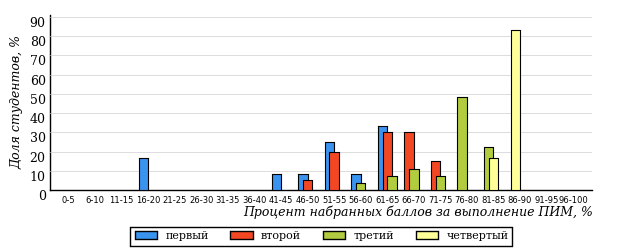 90
80
70
60
50
40
30
20
10
0
Доля студентов, %
0-5 6-10 11-15 16-20 21-25 26-30 31-35 36-40 41-45 46-50 51-55 56-60 61-65 66-70 71-75 76-80 81-85 86-90 91-95 96-100
Процент набранных баллов за выполнение ПИМ, %
первый второй третий четвертый